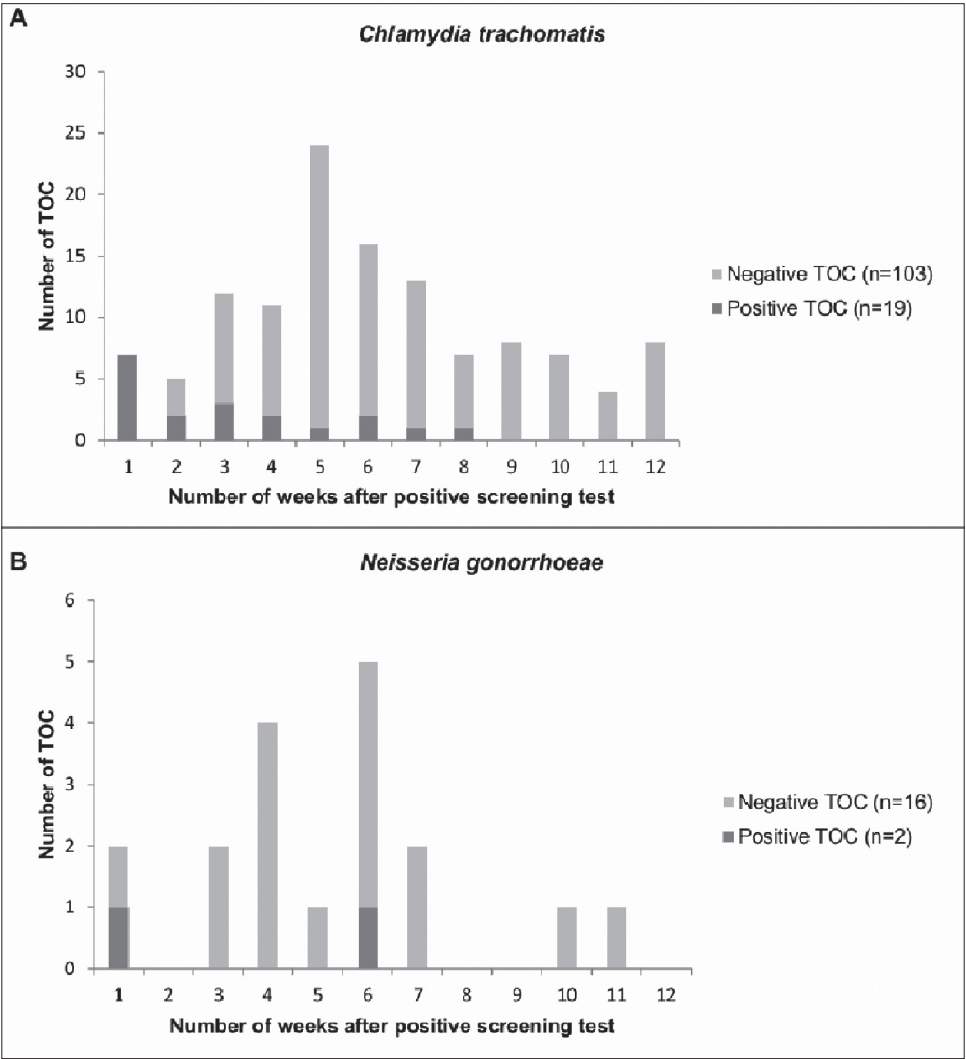 A
Chlamydia trachomatis
30
25
20
15
10
5
0
Number of TOC
1 2 3 4 5 6 7 8 9 10 11 12
Number of weeks after positive screening test
Negative TOC (n=103)
Positive TOC (n=19)
B
Neisseria gonorrhoeae
6
5
4
3
2
1
0
Number of TOC
1 2 3 4 5 6 7 8 9 10 11 12
Number of weeks after positive screening test
Negative TOC (n=16)
Positive TOC (n=2)